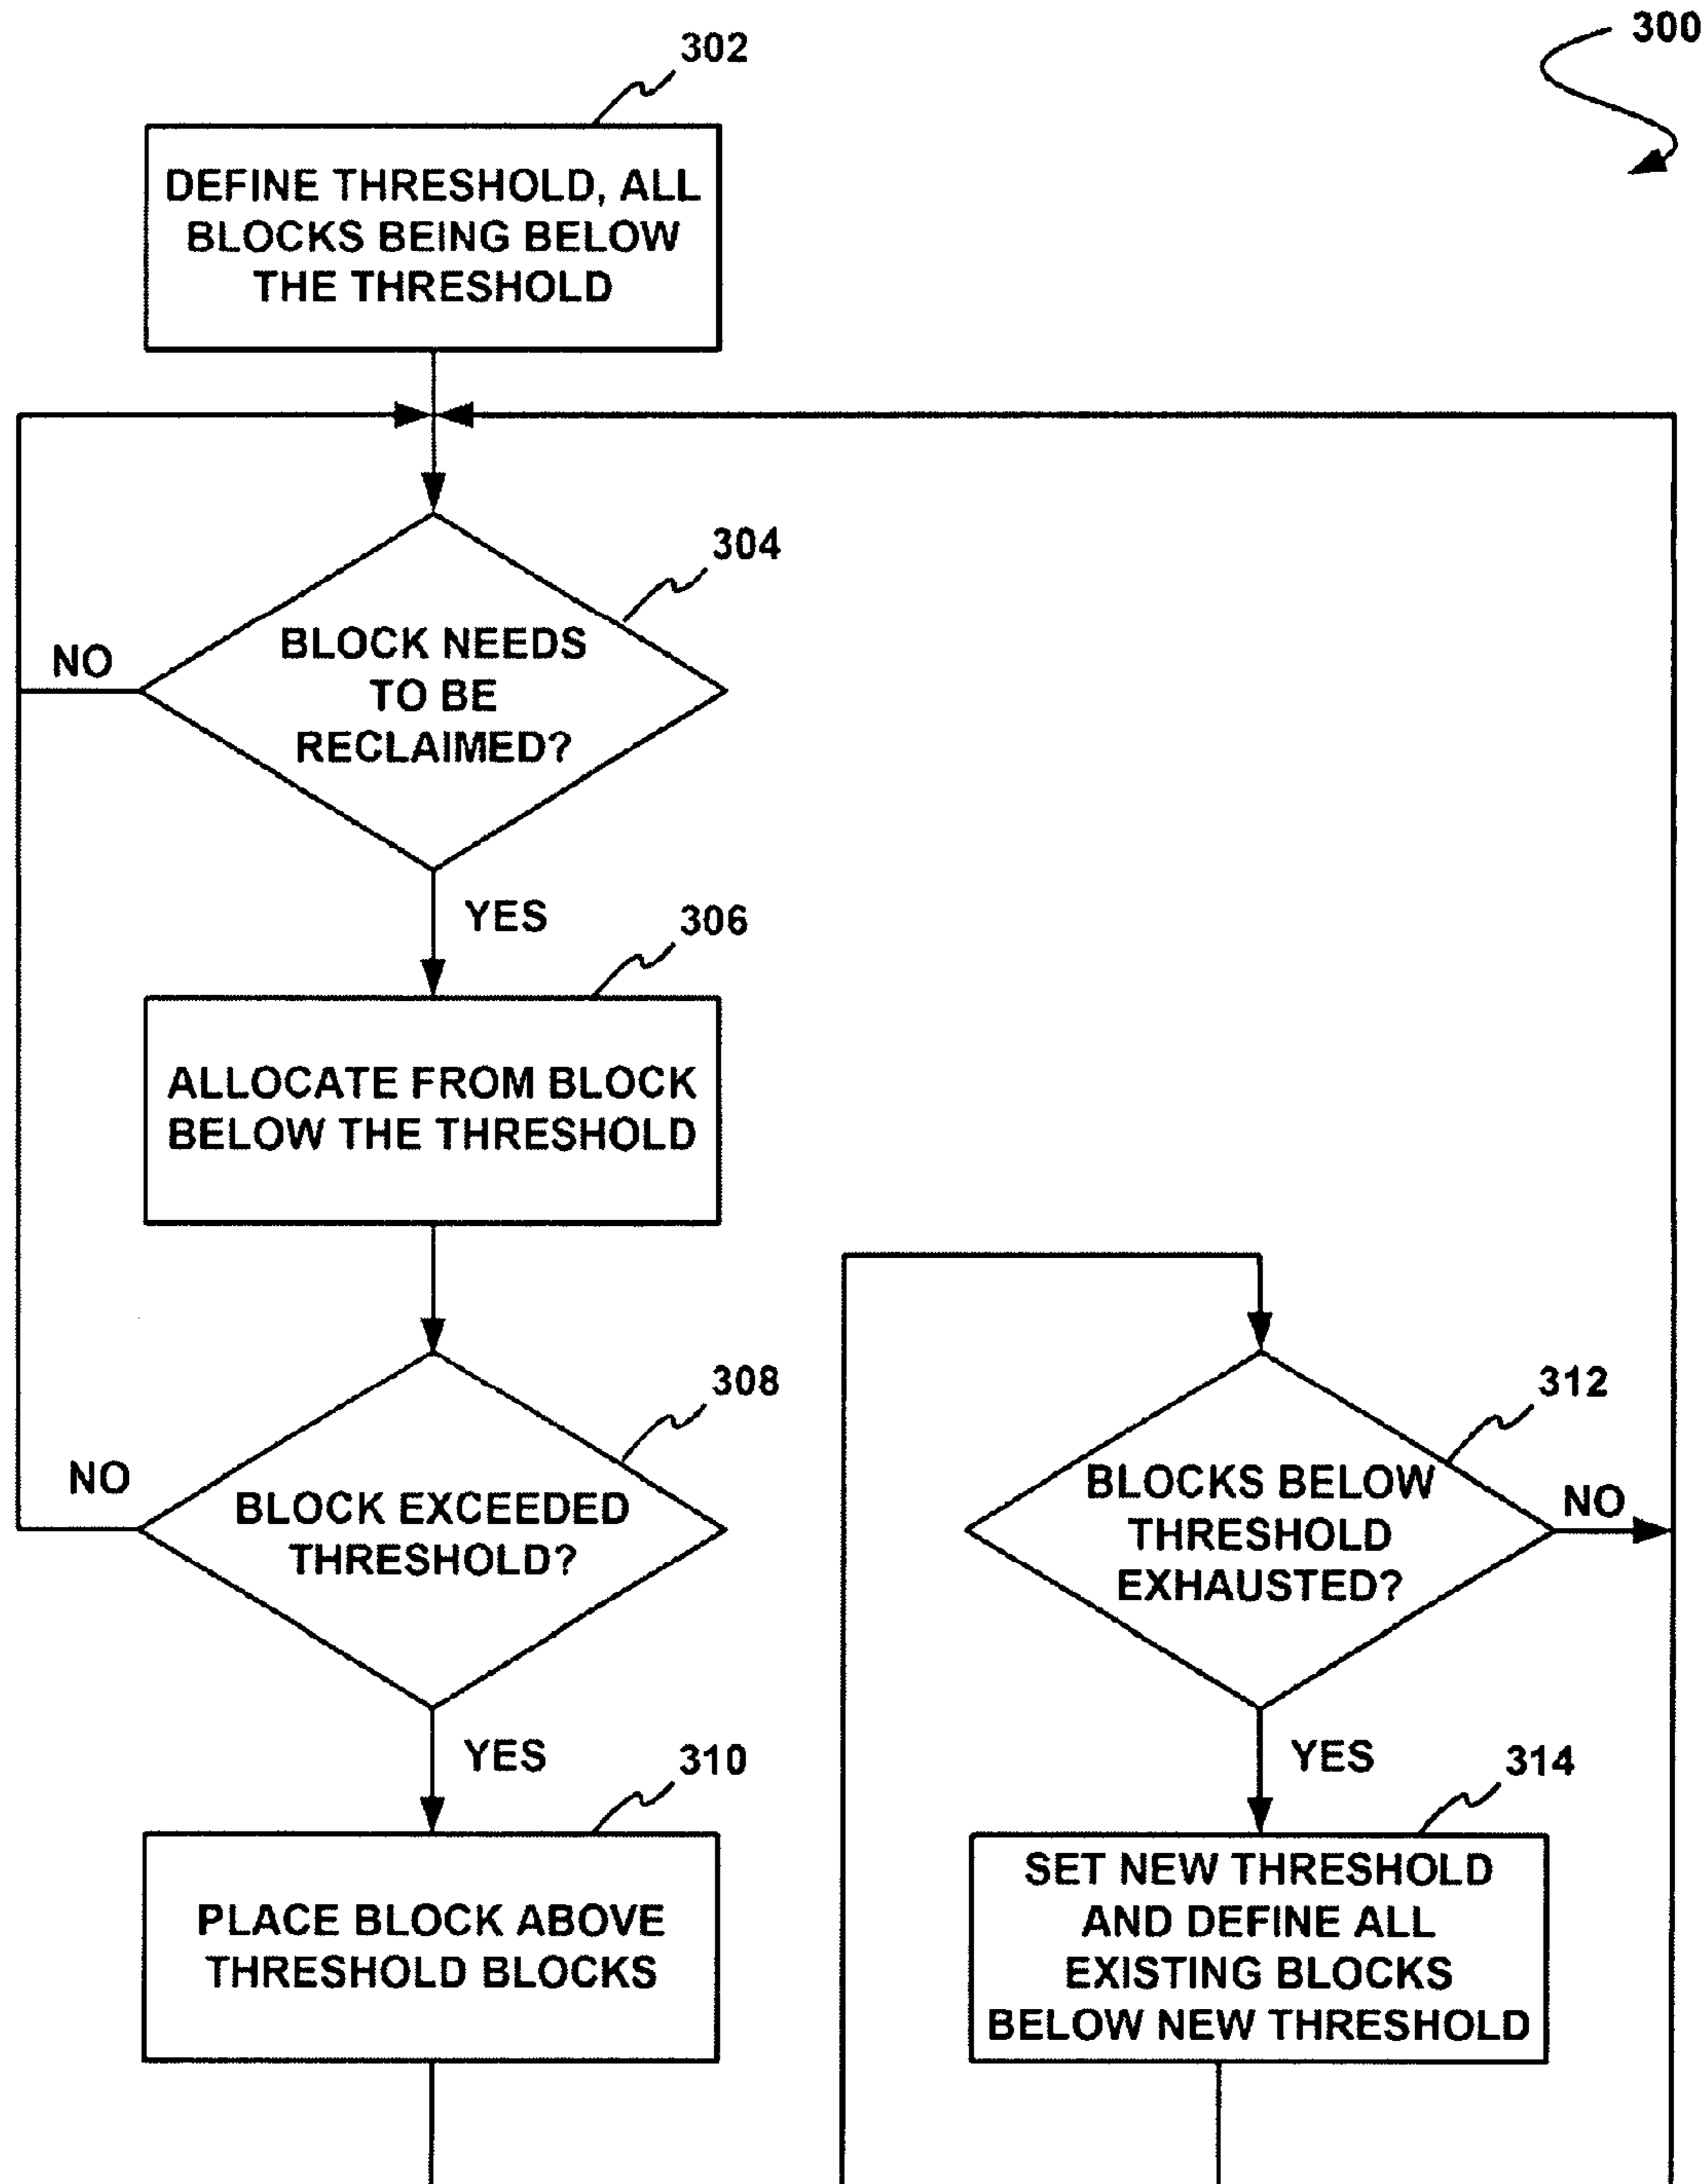 300
302
DEFINE THRESHOLD, ALL
BLOCKS BEING BELOW
THE THRESHOLD
304
BLOCK NEEDS
TO BE
RECLAIMED?
NO
YES
306
ALLOCATE FROM BLOCK
BELOW THE THRESHOLD
308
BLOCK EXCEEDED
THRESHOLD?
NO
YES
310
PLACE BLOCK ABOVE
THRESHOLD BLOCKS
312
BLOCKS BELOW
THRESHOLD
EXHAUSTED?
NO
YES
314
SET NEW THRESHOLD
AND DEFINE ALL
EXISTING BLOCKS
BELOW NEW THRESHOLD